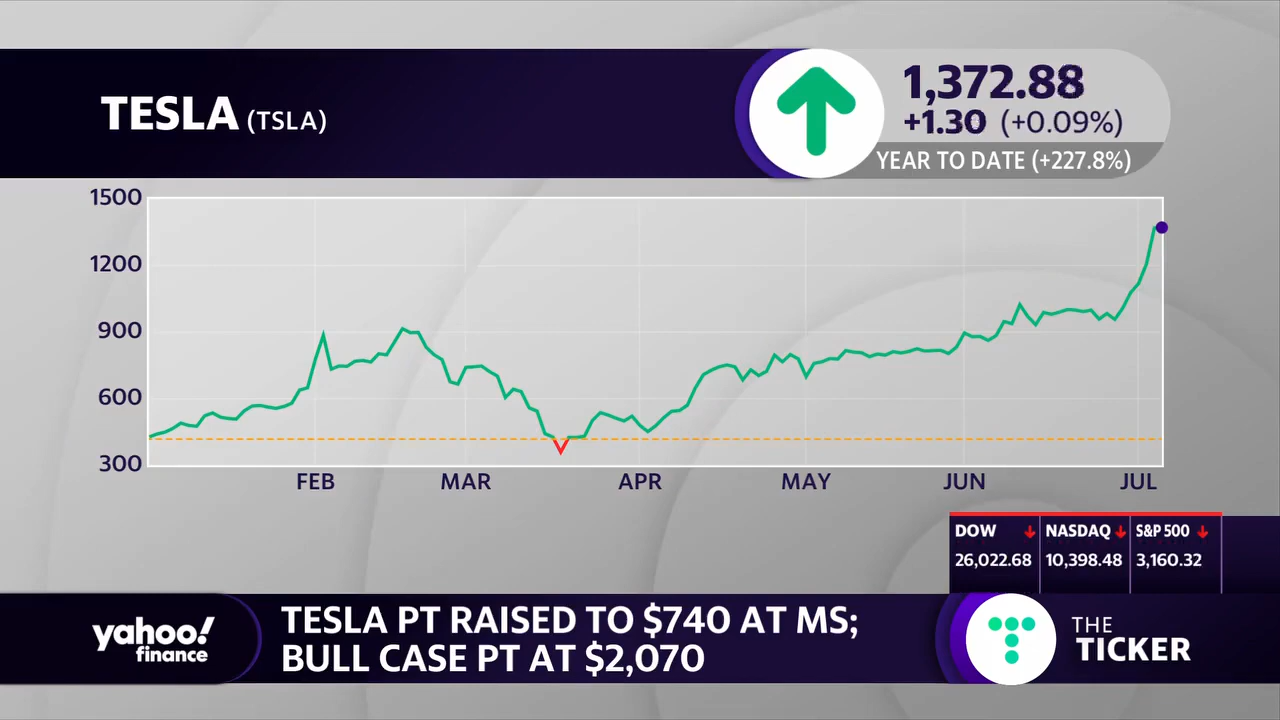 TESLA (TSLA)
1,372.88
+1.30 (+0.09%)
YEAR TO DATE (+227.8%)
1500
1200
900
600
300
FEB MAR APR MAY JUN JUL
DOW NASDAQ S&P 500
26,022.68 10,398.48 3,160.32
yahoo!
finance
TESLA PT RAISED TO $740 AT MS;
BULL CASE PT AT $2,070
THE
TICKER